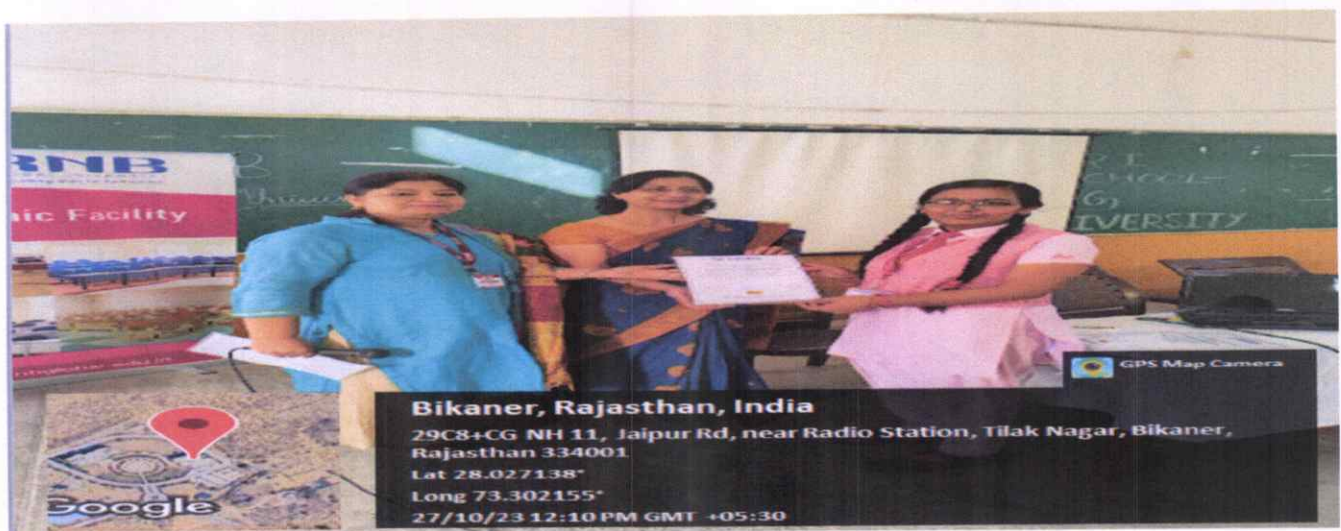 RNB
nic Facility
R I
CHOOL-
G,
IVERSITY
GPS Map Camera
Bikaner, Rajasthan, India
29C8+CG NH 11, Jaipur Rd, near Radio Station, Tilak Nagar, Bikaner,
Rajasthan 334001
Lat 28.027138°
Long 73.302155°
27/10/23 12:10 PM GMT +05:30
Google